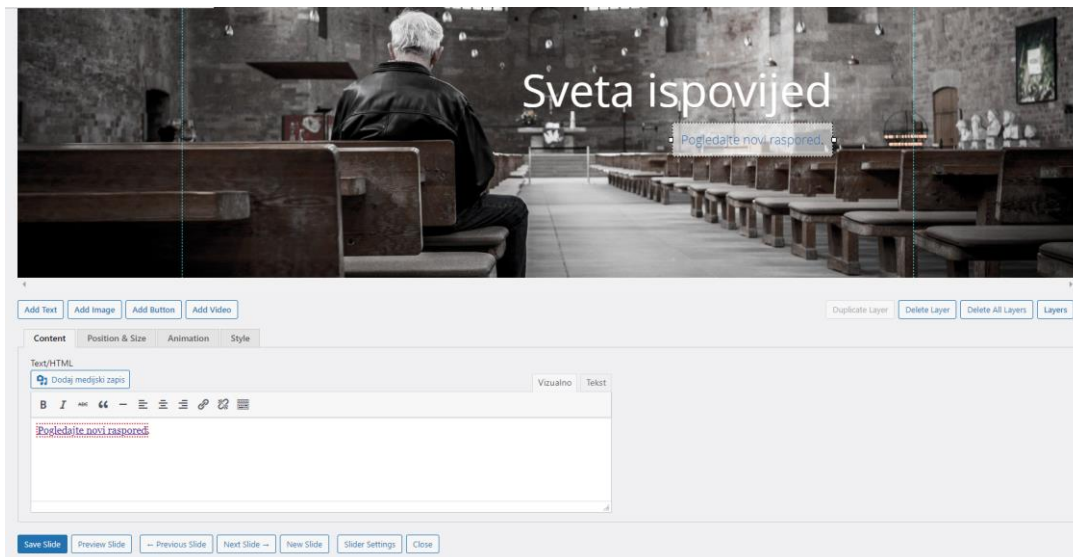 Sveta ispovijed
Pogledajte novi raspored.
Add Text Add Image Add Button Add Video Duplicate Layer Delete Layer Delete All Layers Layers
Content Position & Size Animation Style
Text/HTML
Dodaj medijski zapis Vizualno Tekst
B I ABC
Pogledajte novi raspored.
Save Slide Preview Slide ← Previous Slide Next Slide → New Slide Slider Settings Close